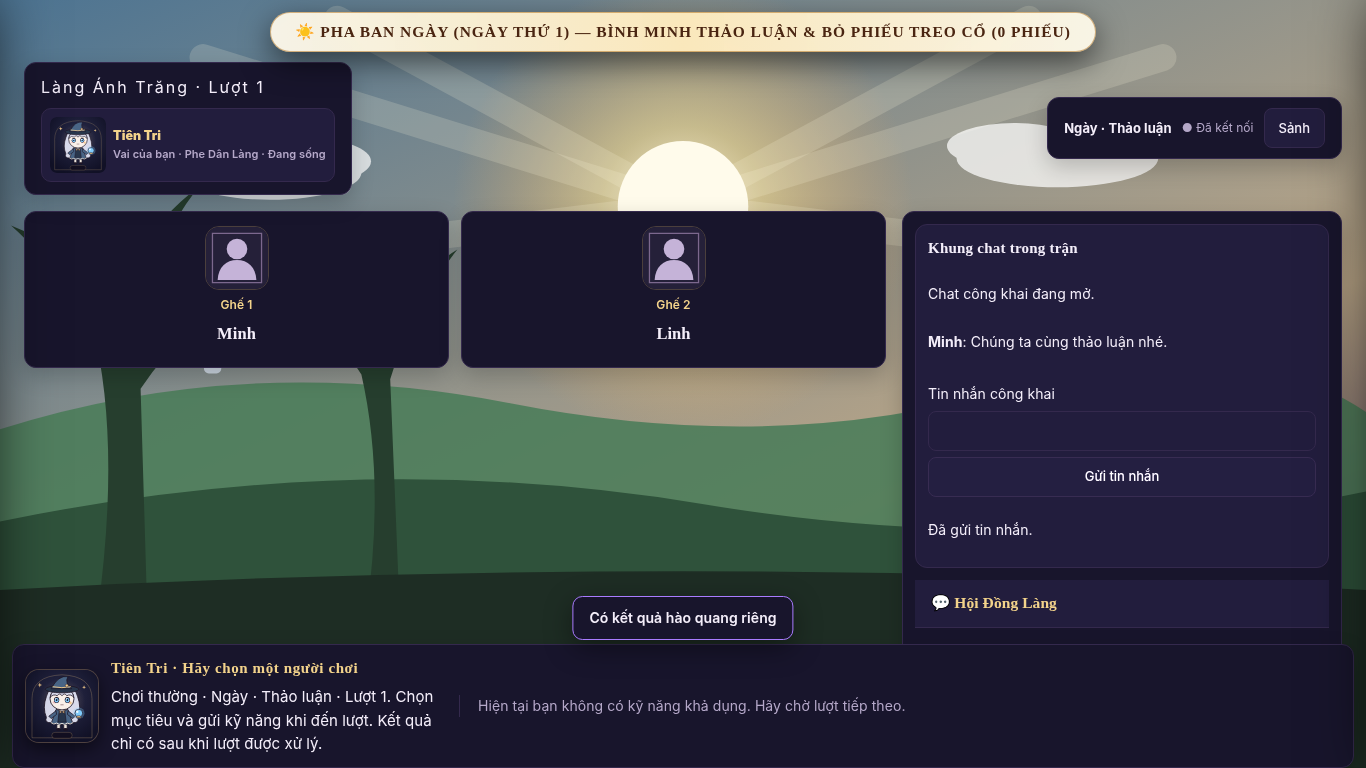 ☀️ PHA BAN NGÀY (NGÀY THỨ 1) — BÌNH MINH THẢO LUẬN & BỎ PHIẾU TREO CỔ (0 PHIẾU)
Làng Ánh Trăng · Lượt 1
Tiên Tri
Vai của bạn · Phe Dân Làng · Đang sống
Ngày · Thảo luận
Đã kết nối
Sảnh
Ghế 1
Minh
Ghế 2
Linh
Khung chat trong trận
Chat công khai đang mở.
Minh: Chúng ta cùng thảo luận nhé.
Tin nhắn công khai
Gửi tin nhắn
Đã gửi tin nhắn.
💬 Hội Đồng Làng
Có kết quả hào quang riêng
Tiên Tri · Hãy chọn một người chơi
Chơi thường · Ngày · Thảo luận · Lượt 1. Chọn
mục tiêu và gửi kỹ năng khi đến lượt. Kết quả
chỉ có sau khi lượt được xử lý.
Hiện tại bạn không có kỹ năng khả dụng. Hãy chờ lượt tiếp theo.